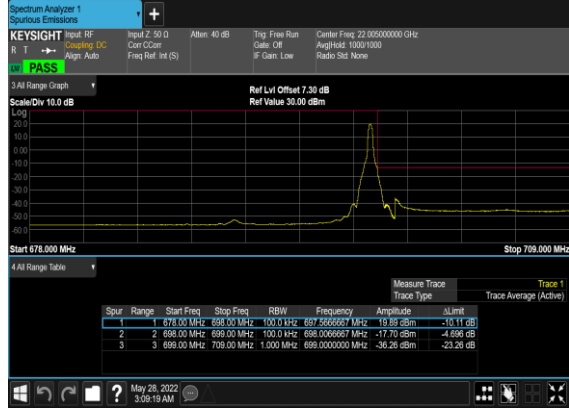 Spectrum Analyzer 1
Spurious Emissions
+
KEYSIGHT Input: RF Input Z: 50 Ω Atten: 40 dB Trig: Free Run Center Freq: 22.005000000 GHz
R T Coupling: DC Corr CCorr Gate: Off Avg|Hold: 1000/1000
Align: Auto Freq Ref: Int (S) IF Gain: Low Radio Std: None
PASS
3 All Range Graph
Ref Lvl Offset 7.30 dB
Scale/Div 10.0 dB Ref Value 30.00 dBm
Log
20.0
10.0
0.00
-10.0
-20.0
-30.0
-40.0
-50.0
-60.0
Start 678.000 MHz Stop 709.000 MHz
4 All Range Table
Measure Trace Trace 1
Trace Type Trace Average (Active)
Spur Range Start Freq Stop Freq RBW Frequency Amplitude ΔLimit
1 1 678.00 MHz 698.00 MHz 100.0 kHz 697.5666667 MHz 19.89 dBm -10.11 dB
2 2 698.00 MHz 699.00 MHz 100.0 kHz 698.0066667 MHz -17.70 dBm -4.696 dB
3 3 699.00 MHz 709.00 MHz 1.000 MHz 699.0000000 MHz -36.26 dBm -23.26 dB
? May 28, 2022
3:09:19 AM